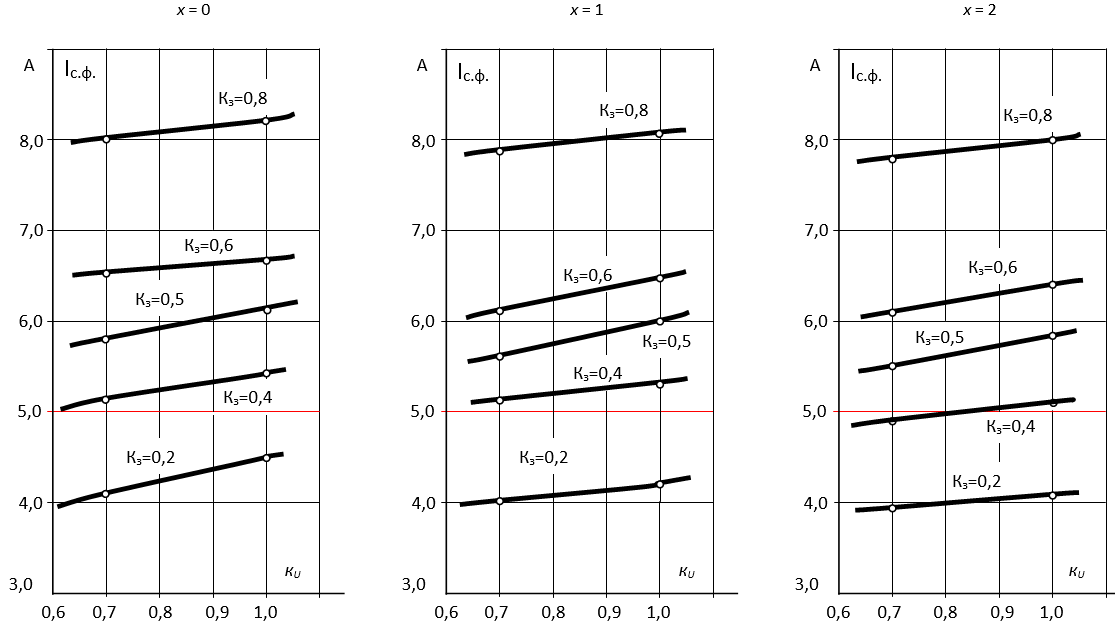 x = 0
A
Iс.ф.
Кз=0,8
8,0
7,0
Кз=0,6
Кз=0,5
6,0
Кз=0,4
5,0
Кз=0,2
4,0
3,0
κU
0,6 0,7 0,8 0,9 1,0
x = 1
A
Iс.ф.
Кз=0,8
8,0
7,0
Кз=0,6
6,0
Кз=0,5
Кз=0,4
5,0
Кз=0,2
4,0
3,0
κU
0,6 0,7 0,8 0,9 1,0
x = 2
A
Iс.ф.
Кз=0,8
8,0
7,0
Кз=0,6
6,0
Кз=0,5
5,0
Кз=0,4
Кз=0,2
4,0
3,0
κU
0,6 0,7 0,8 0,9 1,0